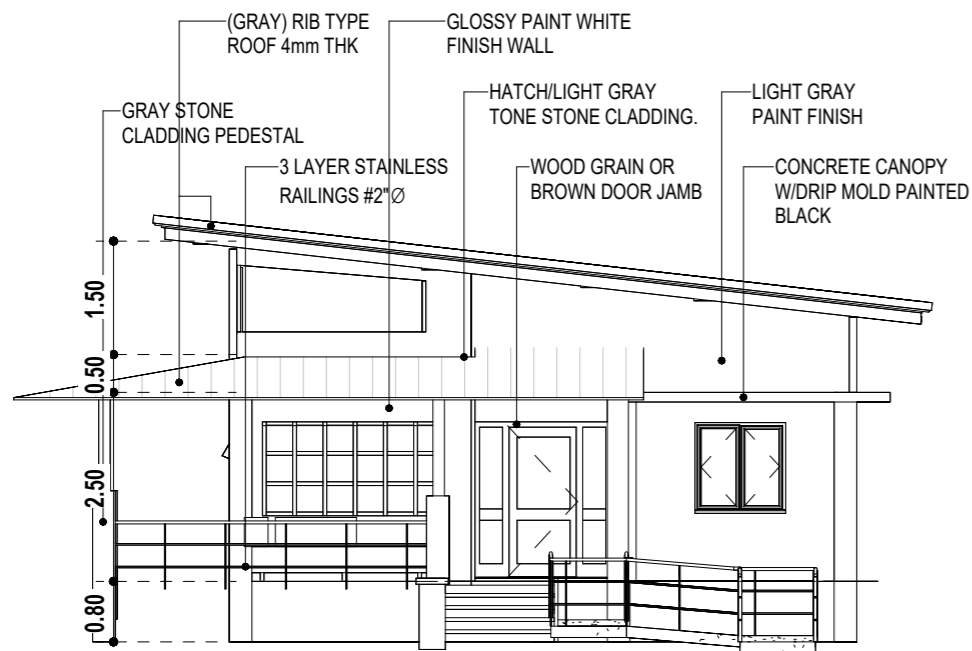 (GRAY) RIB TYPE
ROOF 4mm THK
GLOSSY PAINT WHITE
FINISH WALL
GRAY STONE
CLADDING PEDESTAL
HATCH/LIGHT GRAY
TONE STONE CLADDING.
LIGHT GRAY
PAINT FINISH
3 LAYER STAINLESS
RAILINGS #2"Ø
WOOD GRAIN OR
BROWN DOOR JAMB
CONCRETE CANOPY
W/DRIP MOLD PAINTED
BLACK
1.50
0.50
2.50
0.80